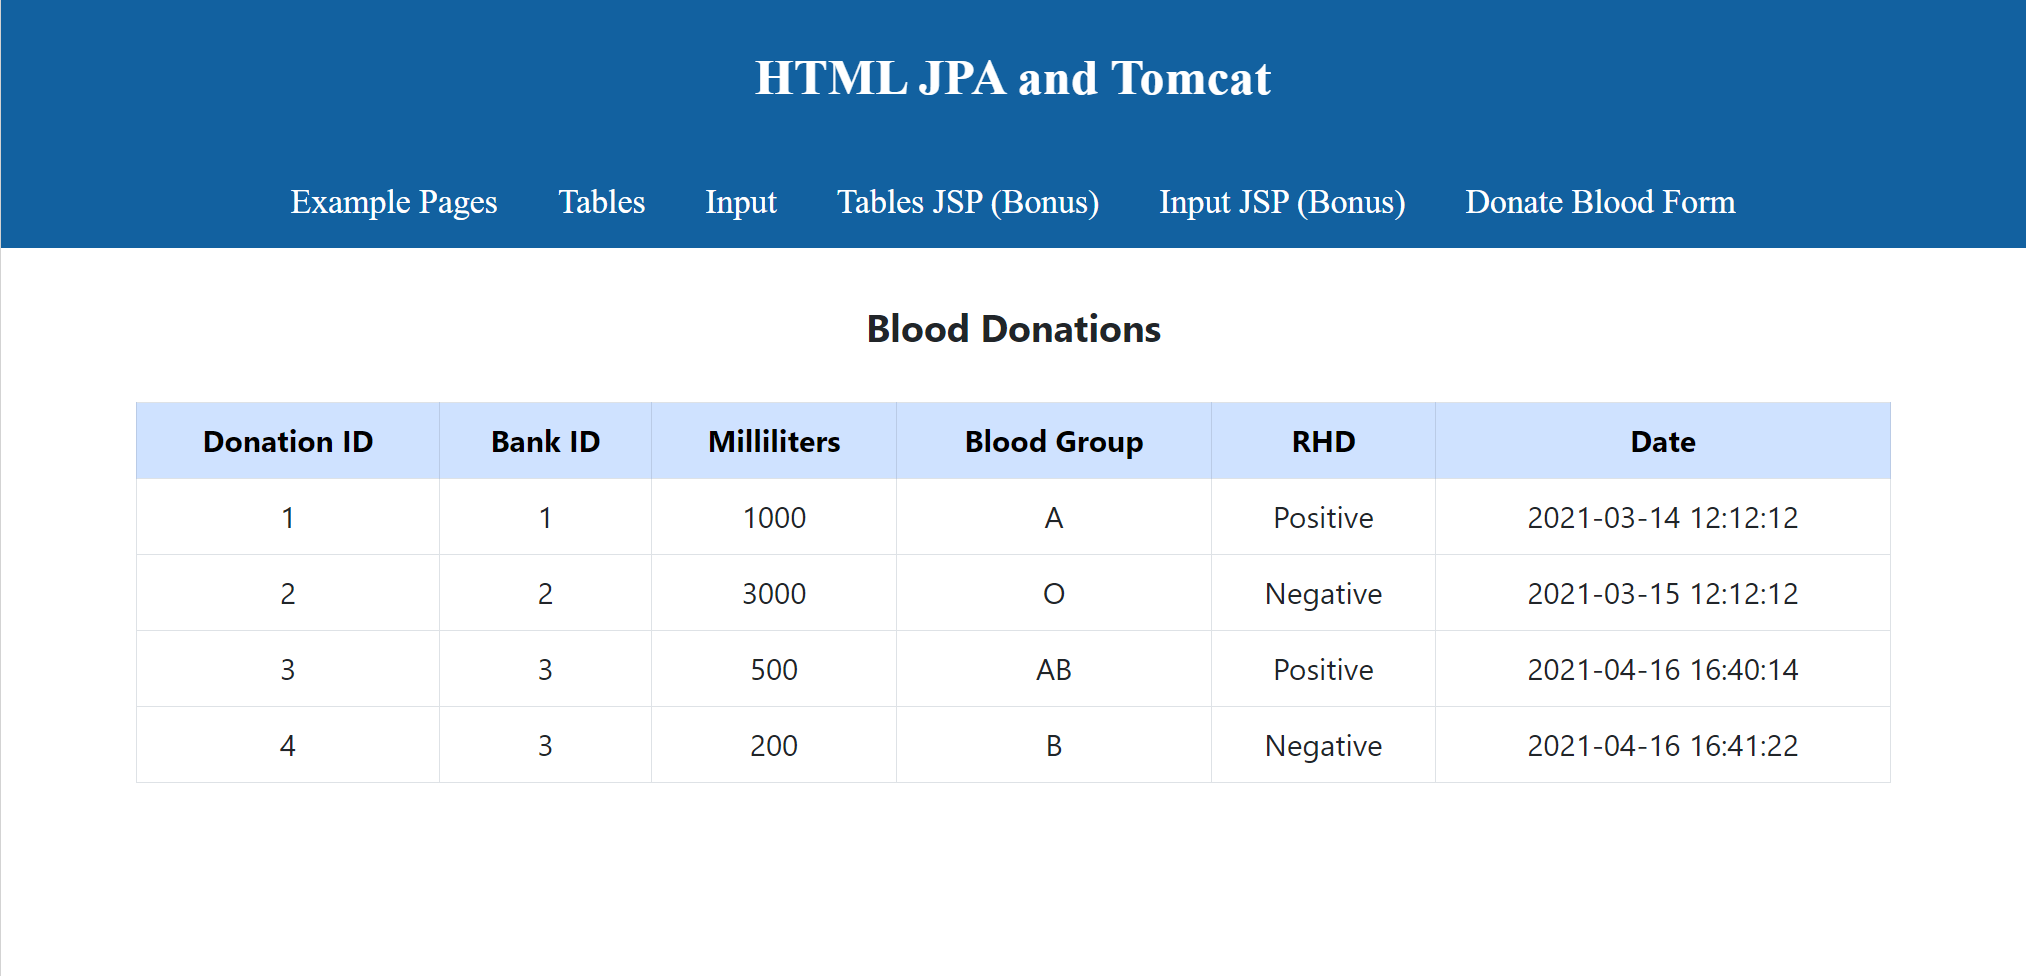 HTML JPA and Tomcat
Example Pages Tables Input Tables JSP (Bonus) Input JSP (Bonus) Donate Blood Form
Blood Donations
Donation ID Bank ID Milliliters Blood Group RHD Date
1 1 1000 A Positive 2021-03-14 12:12:12
2 2 3000 O Negative 2021-03-15 12:12:12
3 3 500 AB Positive 2021-04-16 16:40:14
4 3 200 B Negative 2021-04-16 16:41:22